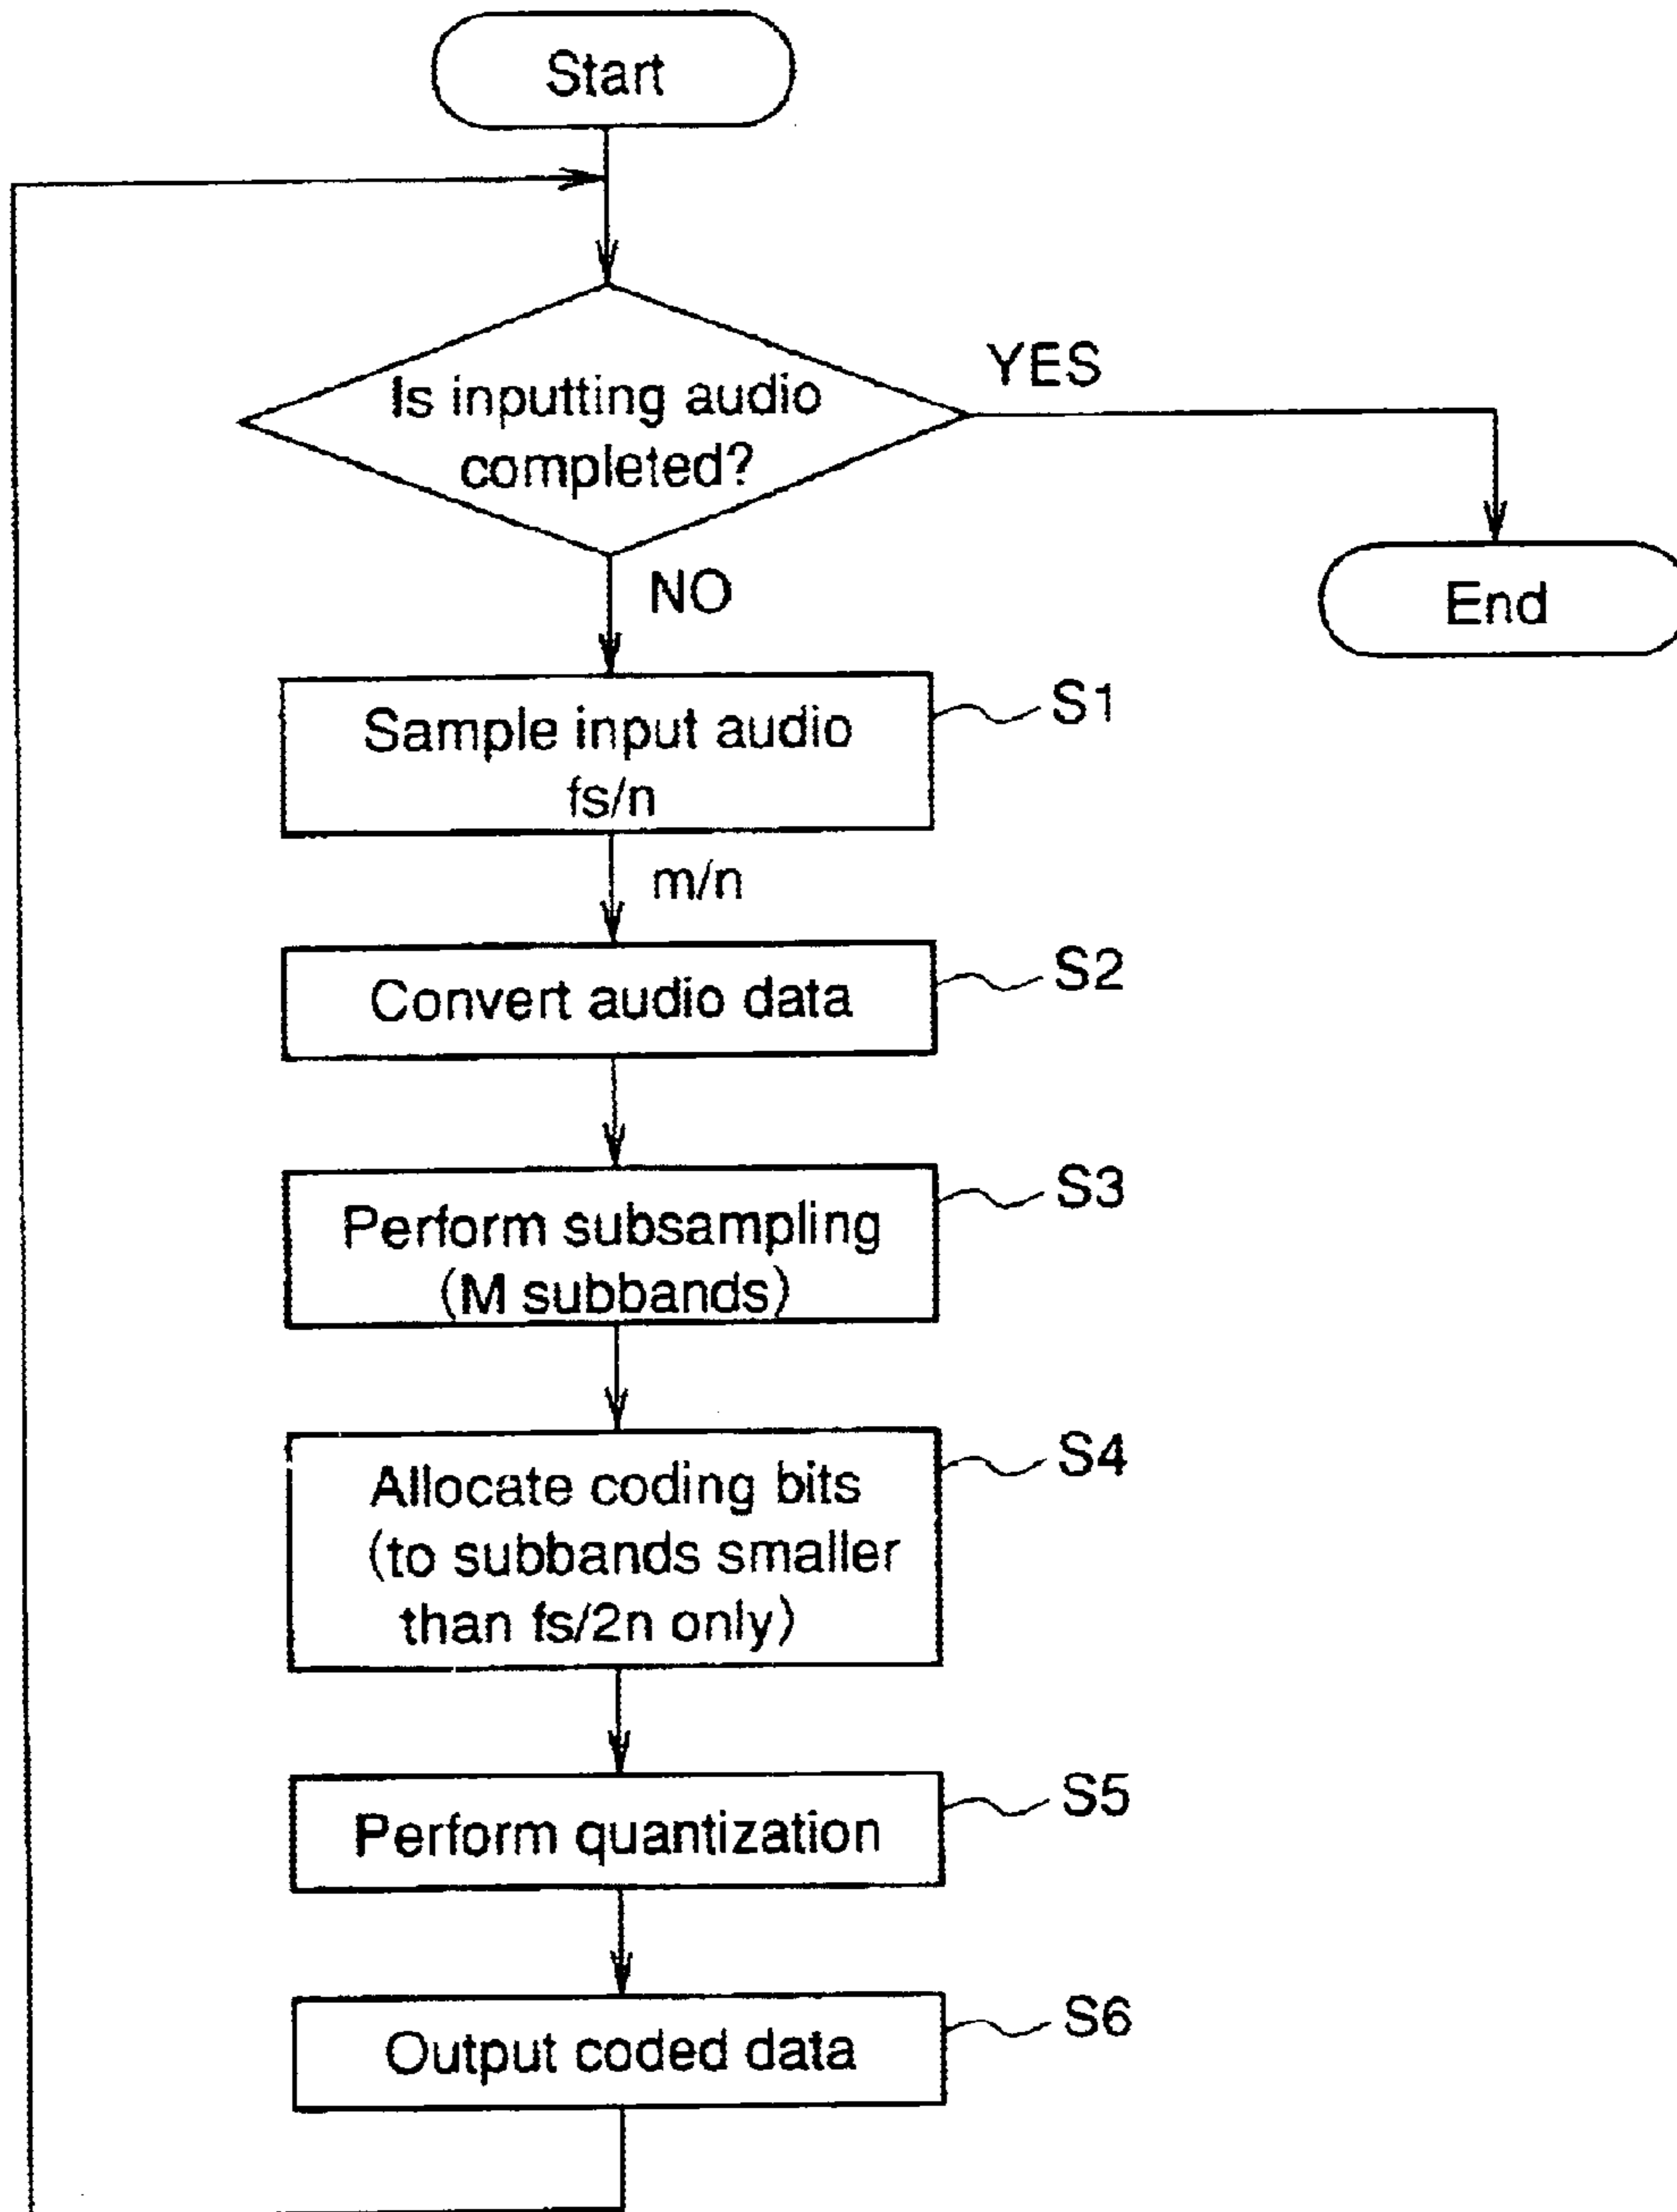 Start
Is inputting audio
completed?
YES
End
NO
Sample input audio
fs/n
S1
m/n
Convert audio data
S2
Perform subsampling
(M subbands)
S3
Allocate coding bits
(to subbands smaller
than fs/2n only)
S4
Perform quantization
S5
Output coded data
S6